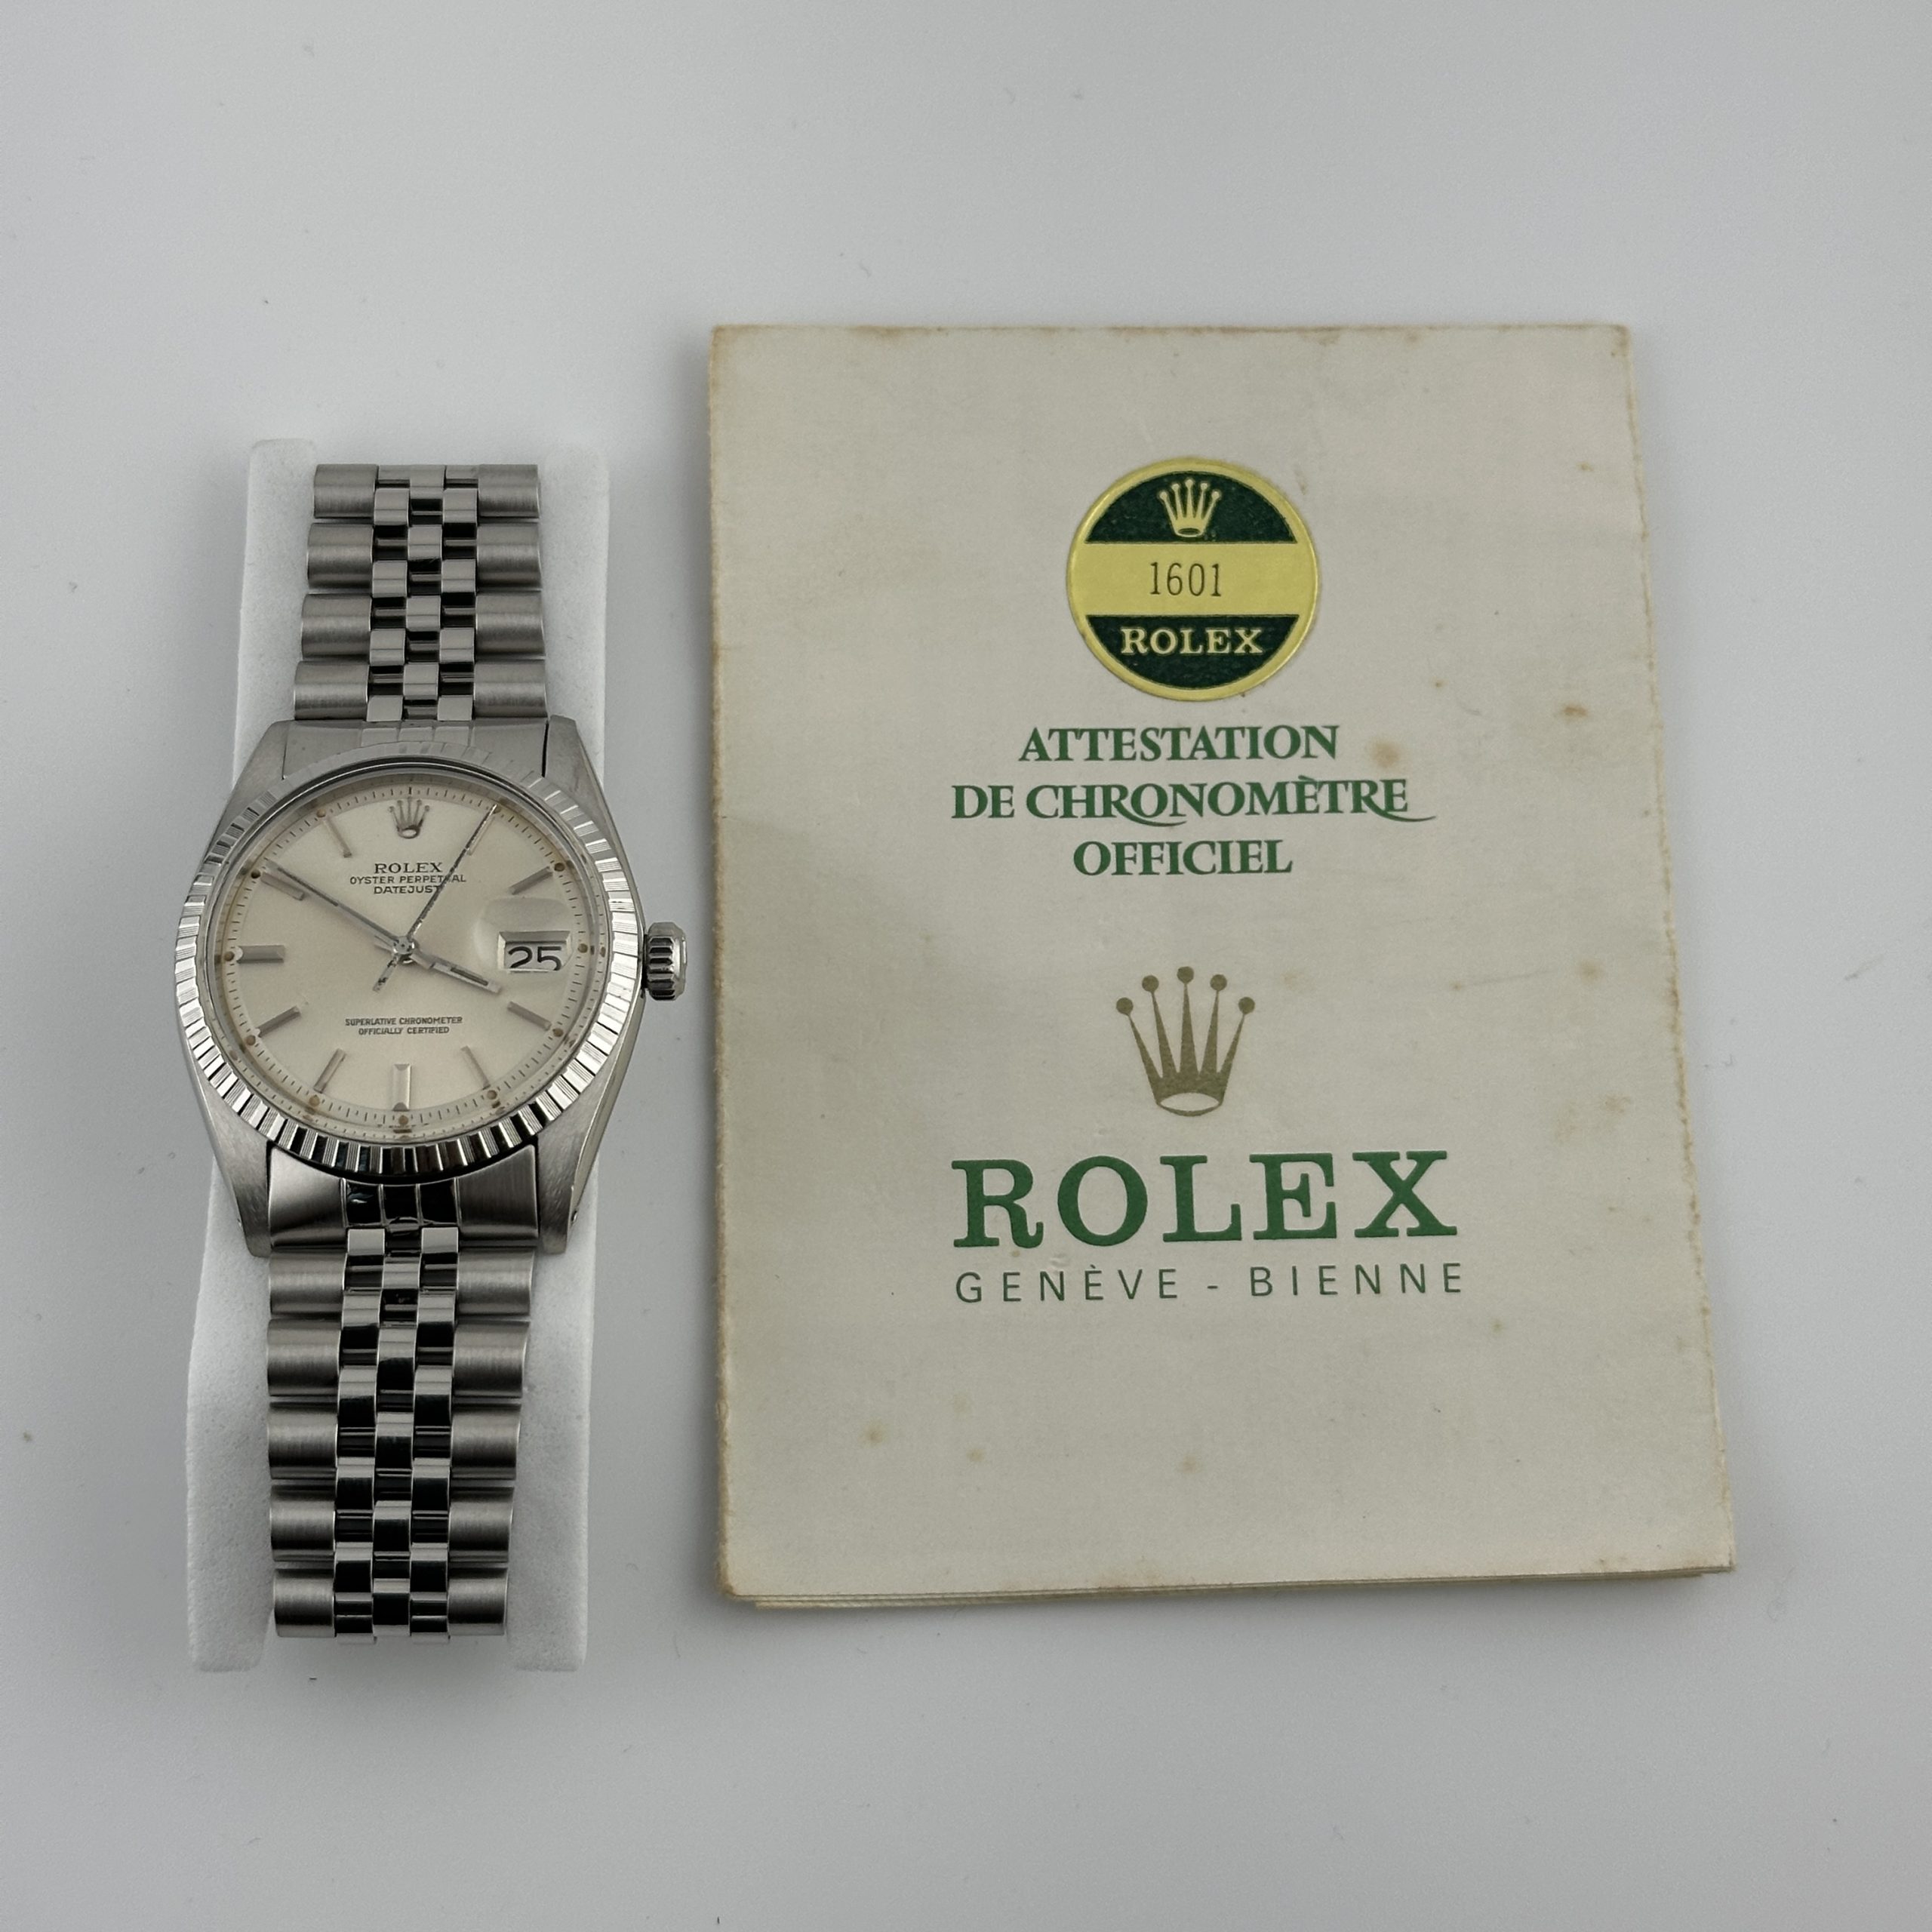 ROLEX
OYSTER PERPETUAL
DATEJUST
25
SUPERLATIVE CHRONOMETER
OFFICIALLY CERTIFIED
1601
ROLEX
ATTESTATION
DE CHRONOMÈTRE
OFFICIEL
ROLEX
GENÈVE - BIENNE